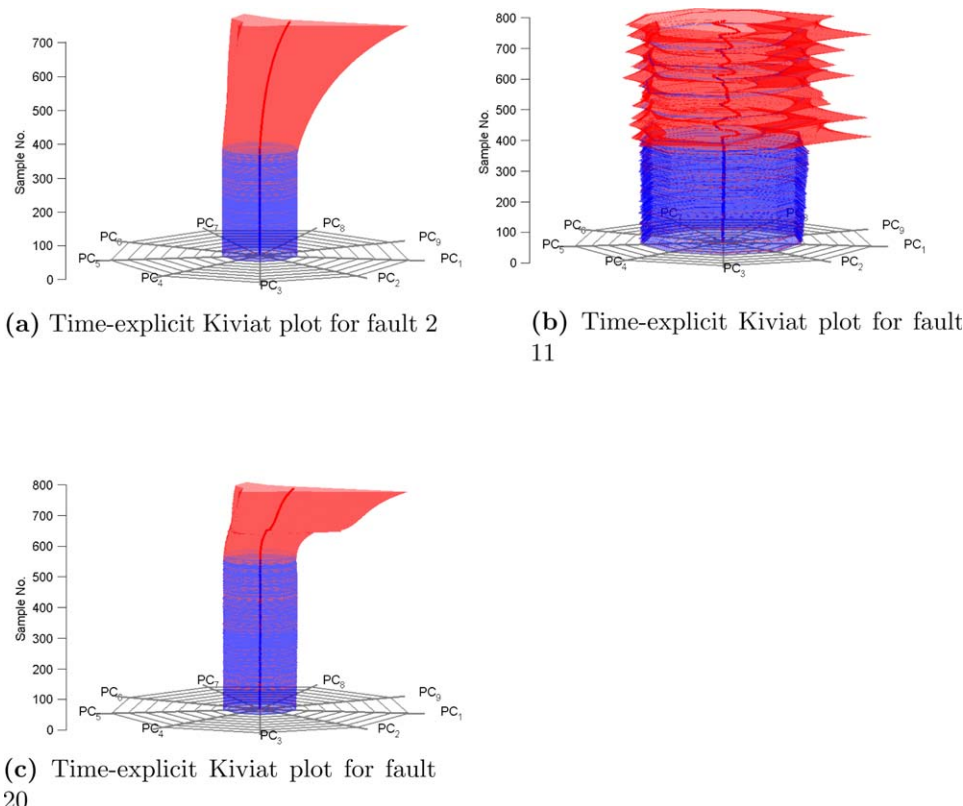 700
600
500
400
300
200
100
0
Sample No.
PC7
PC8
PC6
PC9
PC5
PC1
PC4
PC2
PC3
(a) Time-explicit Kiviat plot for fault 2
800
700
600
500
400
300
200
100
0
Sample No.
PC
8
PC6
PC9
PC5
PC1
PC4
PC2
PC3
(b) Time-explicit Kiviat plot for fault
11
800
700
600
500
400
300
200
100
0
Sample No.
PC7
PC8
PC6
PC9
PC5
PC1
PC4
PC2
PC3
(c) Time-explicit Kiviat plot for fault
20